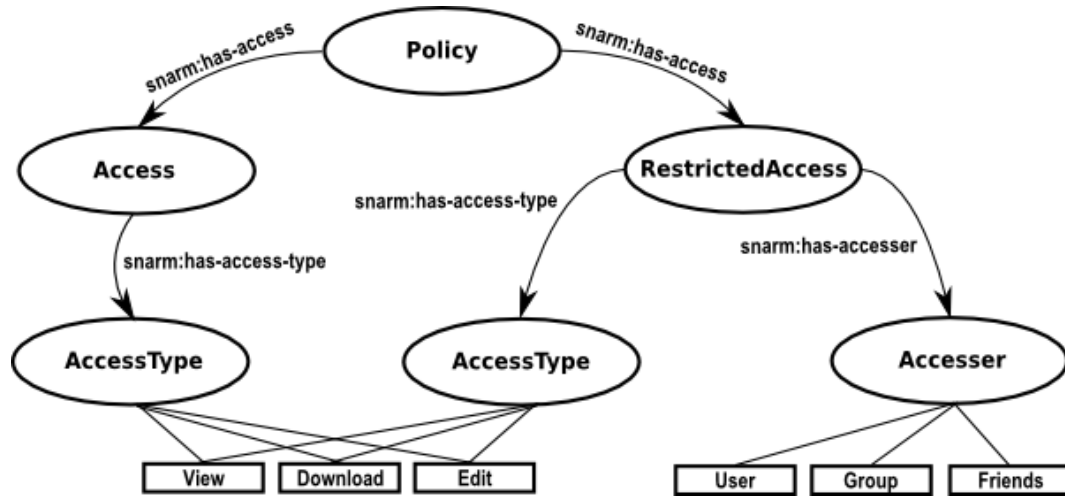 Policy
snarm:has-access
snarm:has-access
Access
RestrictedAccess
snarm:has-access-type
snarm:has-accesser
snarm:has-access-type
AccessType
AccessType
Accesser
View
Download
Edit
User
Group
Friends